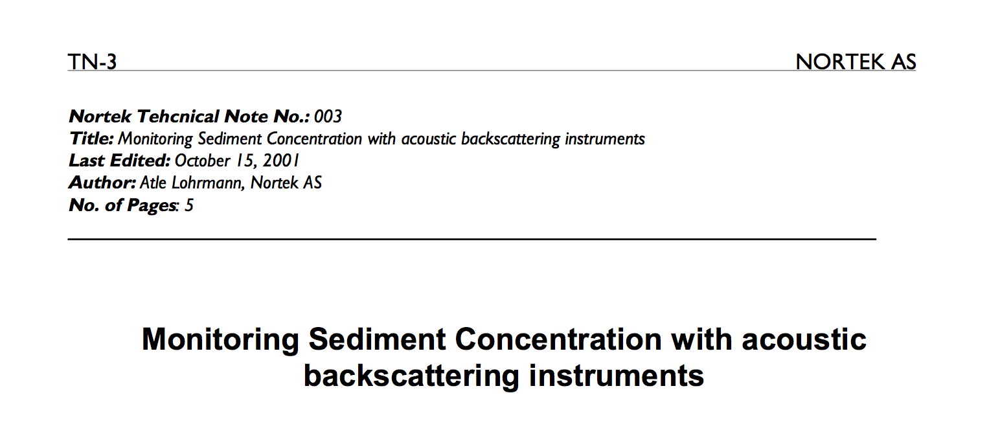 TN-3 NORTEK AS
Nortek Tehcnical Note No.: 003
Title: Monitoring Sediment Concentration with acoustic backscattering instruments
Last Edited: October 15, 2001
Author: Atle Lohrmann, Nortek AS
No. of Pages: 5
Monitoring Sediment Concentration with acoustic
backscattering instruments